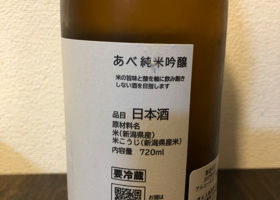 あべ 純米吟醸
米の旨味と酸を軸に飲み飽き
しない酒を目指します
品目 日本酒
原材料名
米(新潟県産)
米こうじ(新潟県産米)
内容量 720ml
要冷蔵
お酒は